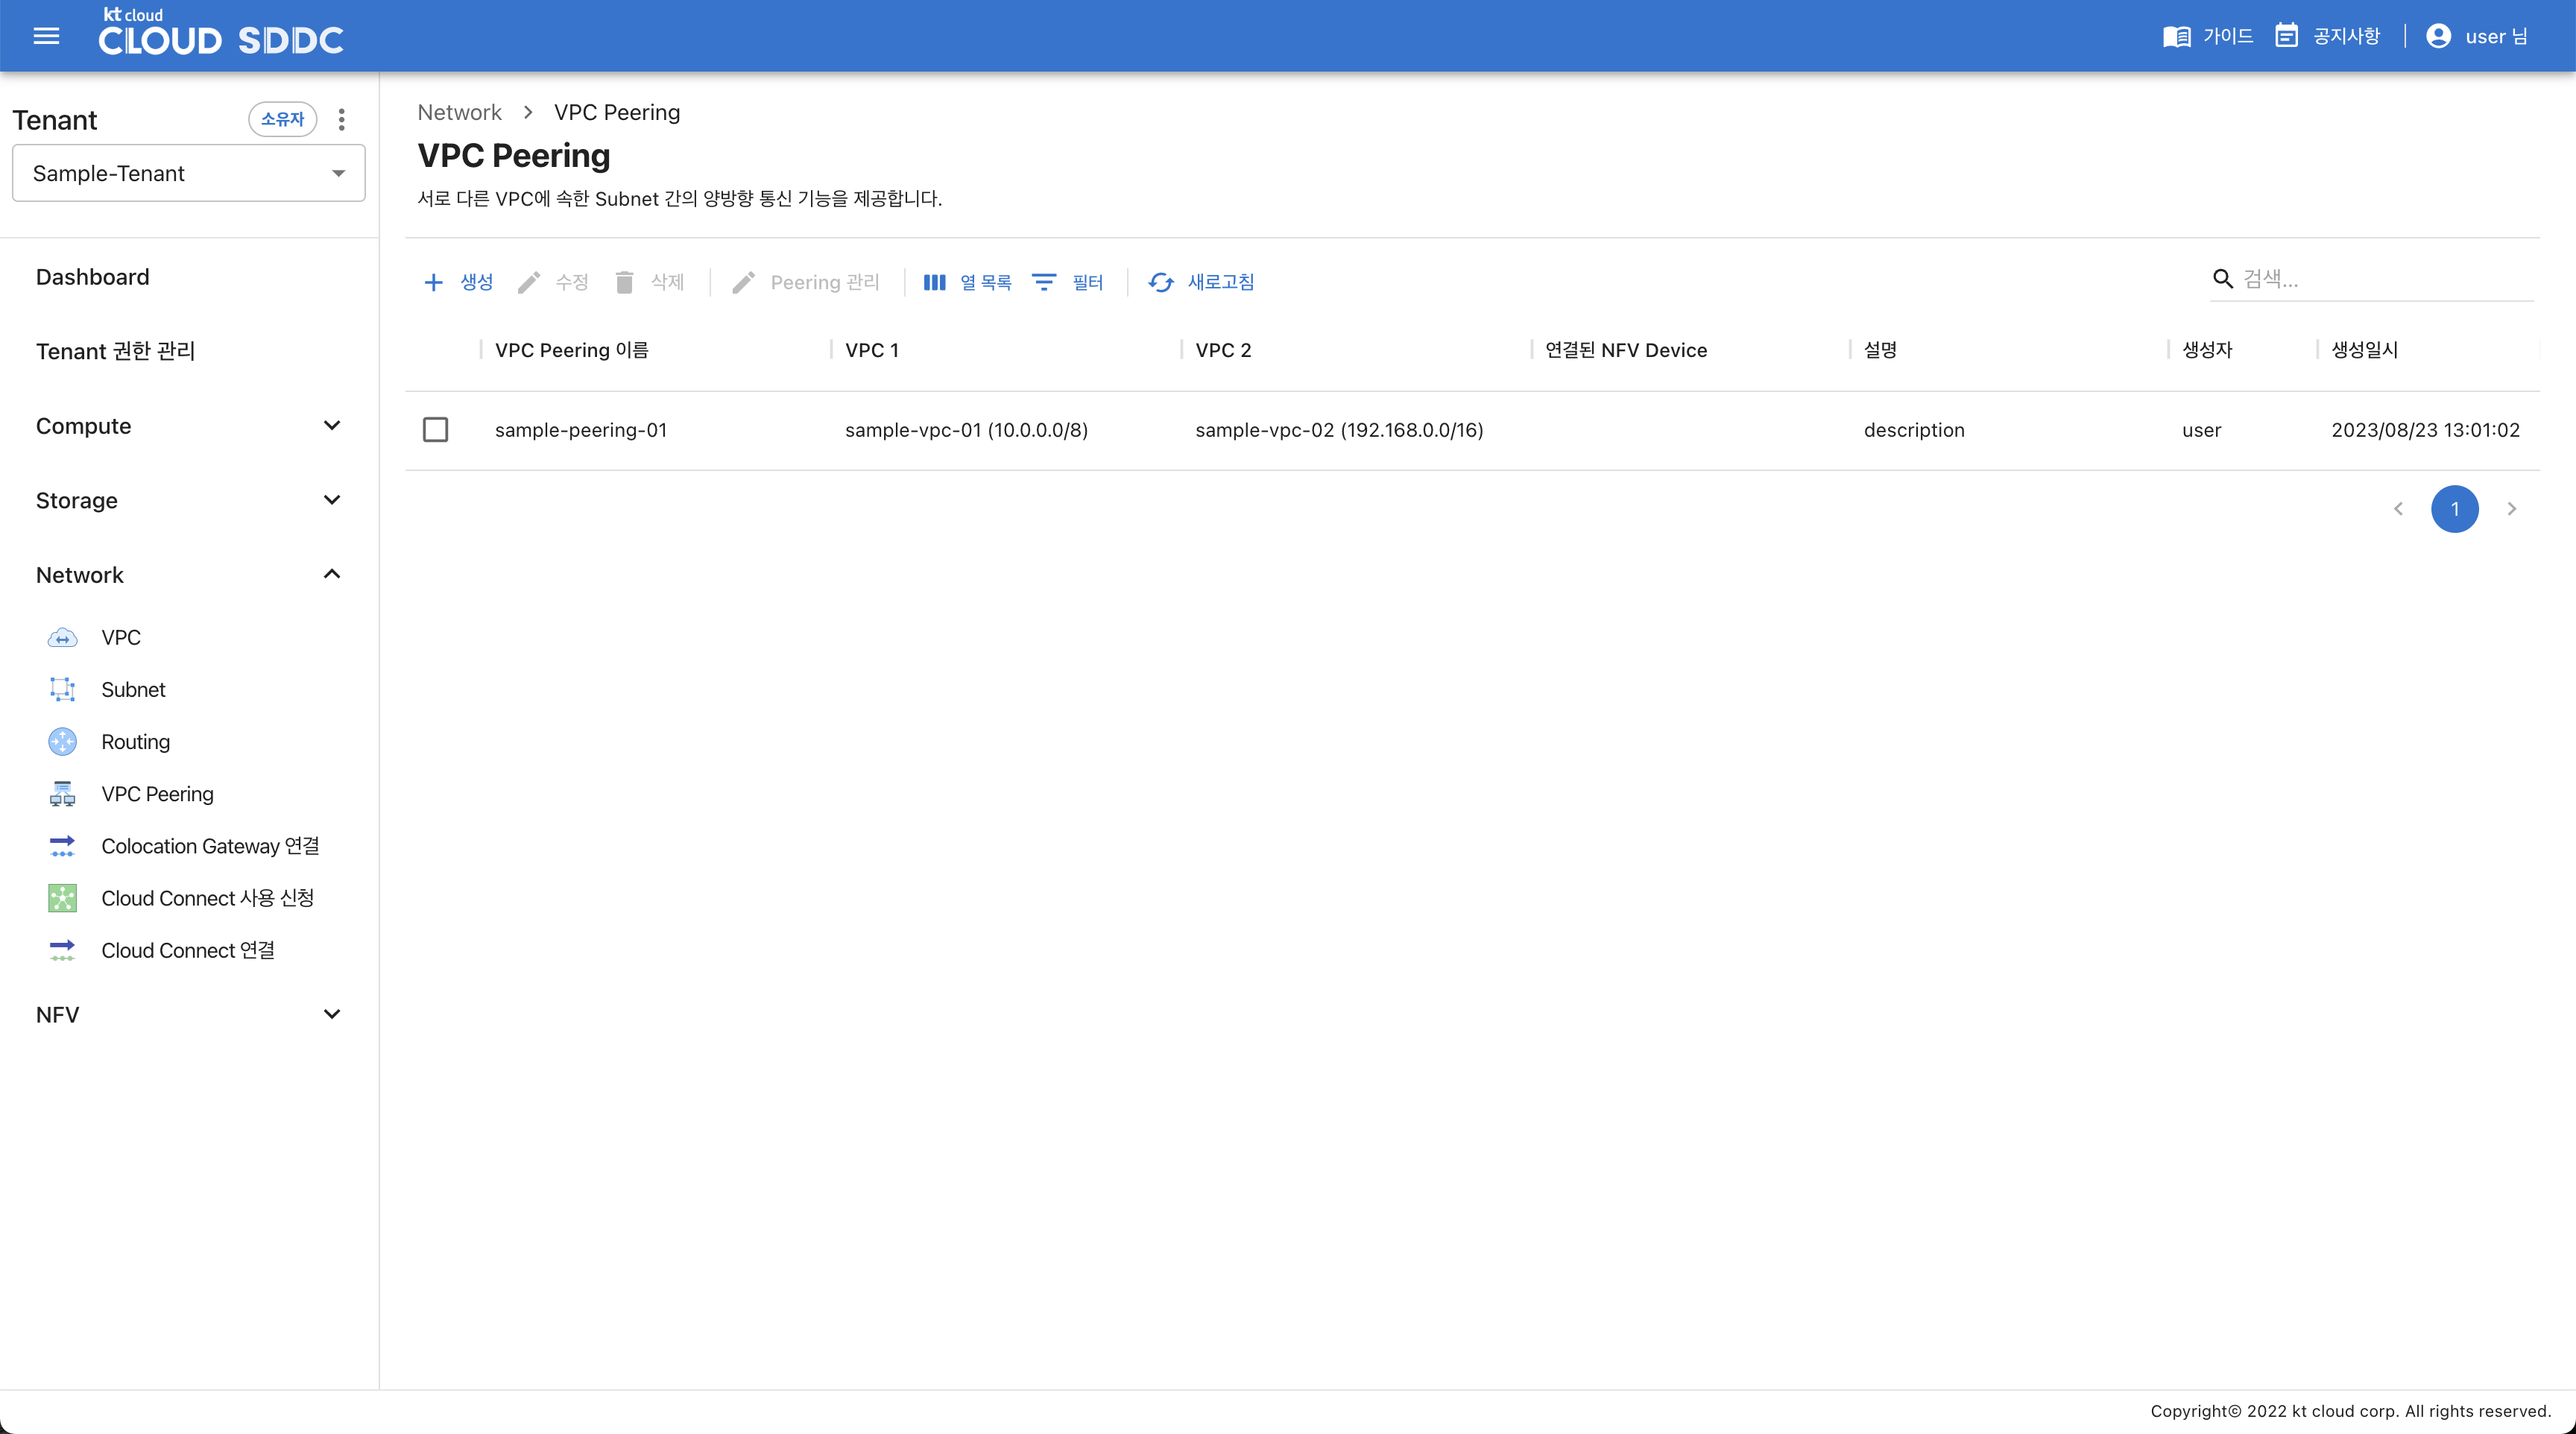 kt cloud
CLOUD SDDC
가이드
공지사항
user 님
Tenant
소유자
Sample-Tenant
Dashboard
Tenant 권한 관리
Compute
Storage
Network
VPC
Subnet
Routing
VPC Peering
Colocation Gateway 연결
Cloud Connect 사용 신청
Cloud Connect 연결
NFV
Network > VPC Peering
VPC Peering
서로 다른 VPC에 속한 Subnet 간의 양방향 통신 기능을 제공합니다.
생성 수정 삭제 Peering 관리 열 목록 필터 새로고침
검색...
VPC Peering 이름 VPC 1 VPC 2 연결된 NFV Device 설명 생성자 생성일시
sample-peering-01 sample-vpc-01 (10.0.0.0/8) sample-vpc-02 (192.168.0.0/16) description user 2023/08/23 13:01:02
1
Copyright© 2022 kt cloud corp. All rights reserved.